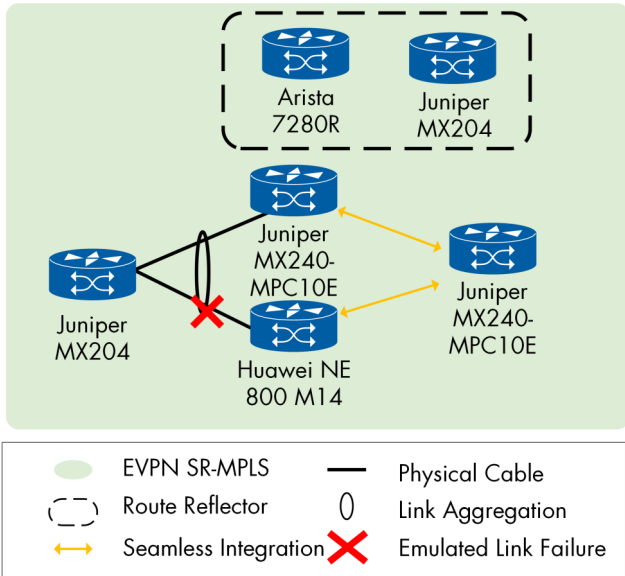 Arista
7280R
Juniper
MX204
Juniper
MX240-
MPC10E
Juniper
MX204
Huawei NE
800 M14
Juniper
MX240-
MPC10E
EVPN SR-MPLS
Physical Cable
Route Reflector
Link Aggregation
Seamless Integration
Emulated Link Failure